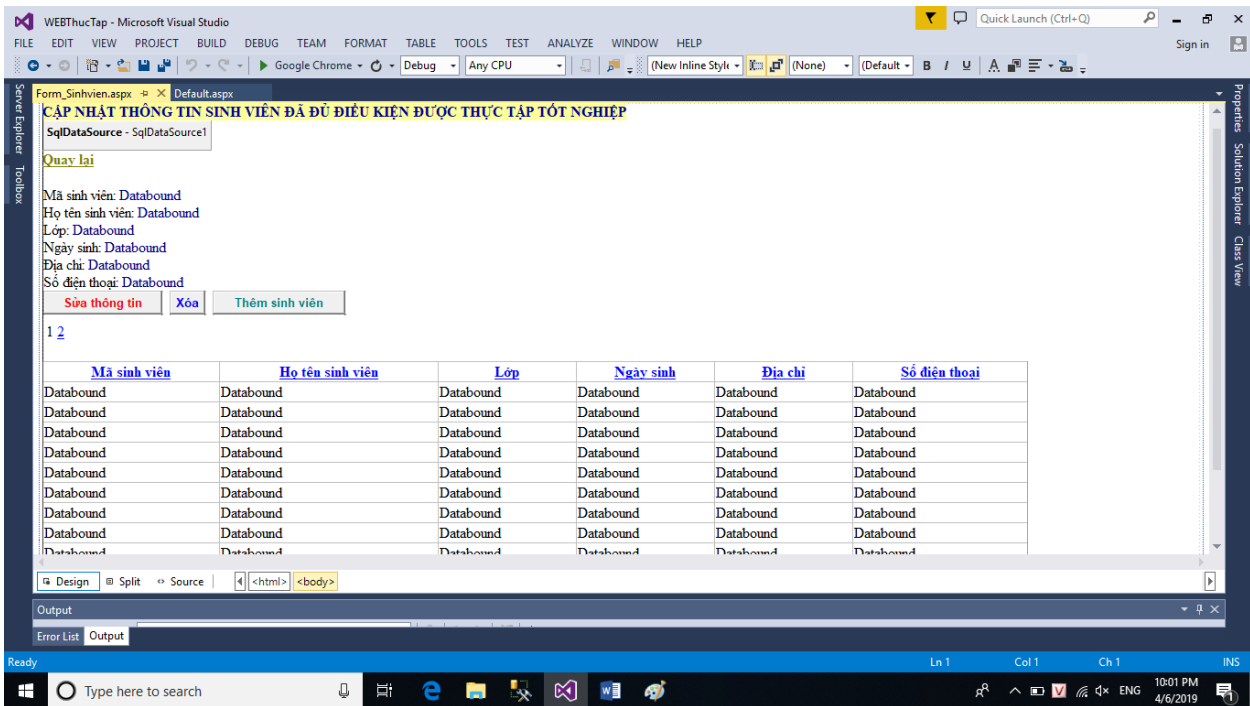 WEBThucTap - Microsoft Visual Studio
Quick Launch (Ctrl+Q)
FILE EDIT VIEW PROJECT BUILD DEBUG TEAM FORMAT TABLE TOOLS TEST ANALYZE WINDOW HELP
Sign in
Google Chrome Debug Any CPU (New Inline Style (None) (Default B I U A
Server Explorer
Toolbox
Form_Sinhvien.aspx Default.aspx
CẬP NHẬT THÔNG TIN SINH VIÊN ĐÃ ĐỦ ĐIỀU KIỆN ĐƯỢC THỰC TẬP TỐT NGHIỆP
SqlDataSource - SqlDataSource1
Quay lại
Mã sinh viên: Databound
Họ tên sinh viên: Databound
Lớp: Databound
Ngày sinh: Databound
Địa chỉ: Databound
Số điện thoại: Databound
Sửa thông tin Xóa Thêm sinh viên
1 2
Mã sinh viên Họ tên sinh viên Lớp Ngày sinh Địa chỉ Số điện thoại
Databound Databound Databound Databound Databound Databound
Databound Databound Databound Databound Databound Databound
Databound Databound Databound Databound Databound Databound
Databound Databound Databound Databound Databound Databound
Databound Databound Databound Databound Databound Databound
Databound Databound Databound Databound Databound Databound
Databound Databound Databound Databound Databound Databound
Databound Databound Databound Databound Databound Databound
Databound Databound Databound Databound Databound Databound
Properties
Solution Explorer
Class View
Design Split Source <html> <body>
Output
Error List Output
Ready Ln 1 Col 1 Ch 1 INS
Type here to search
V ENG
10:01 PM
4/6/2019